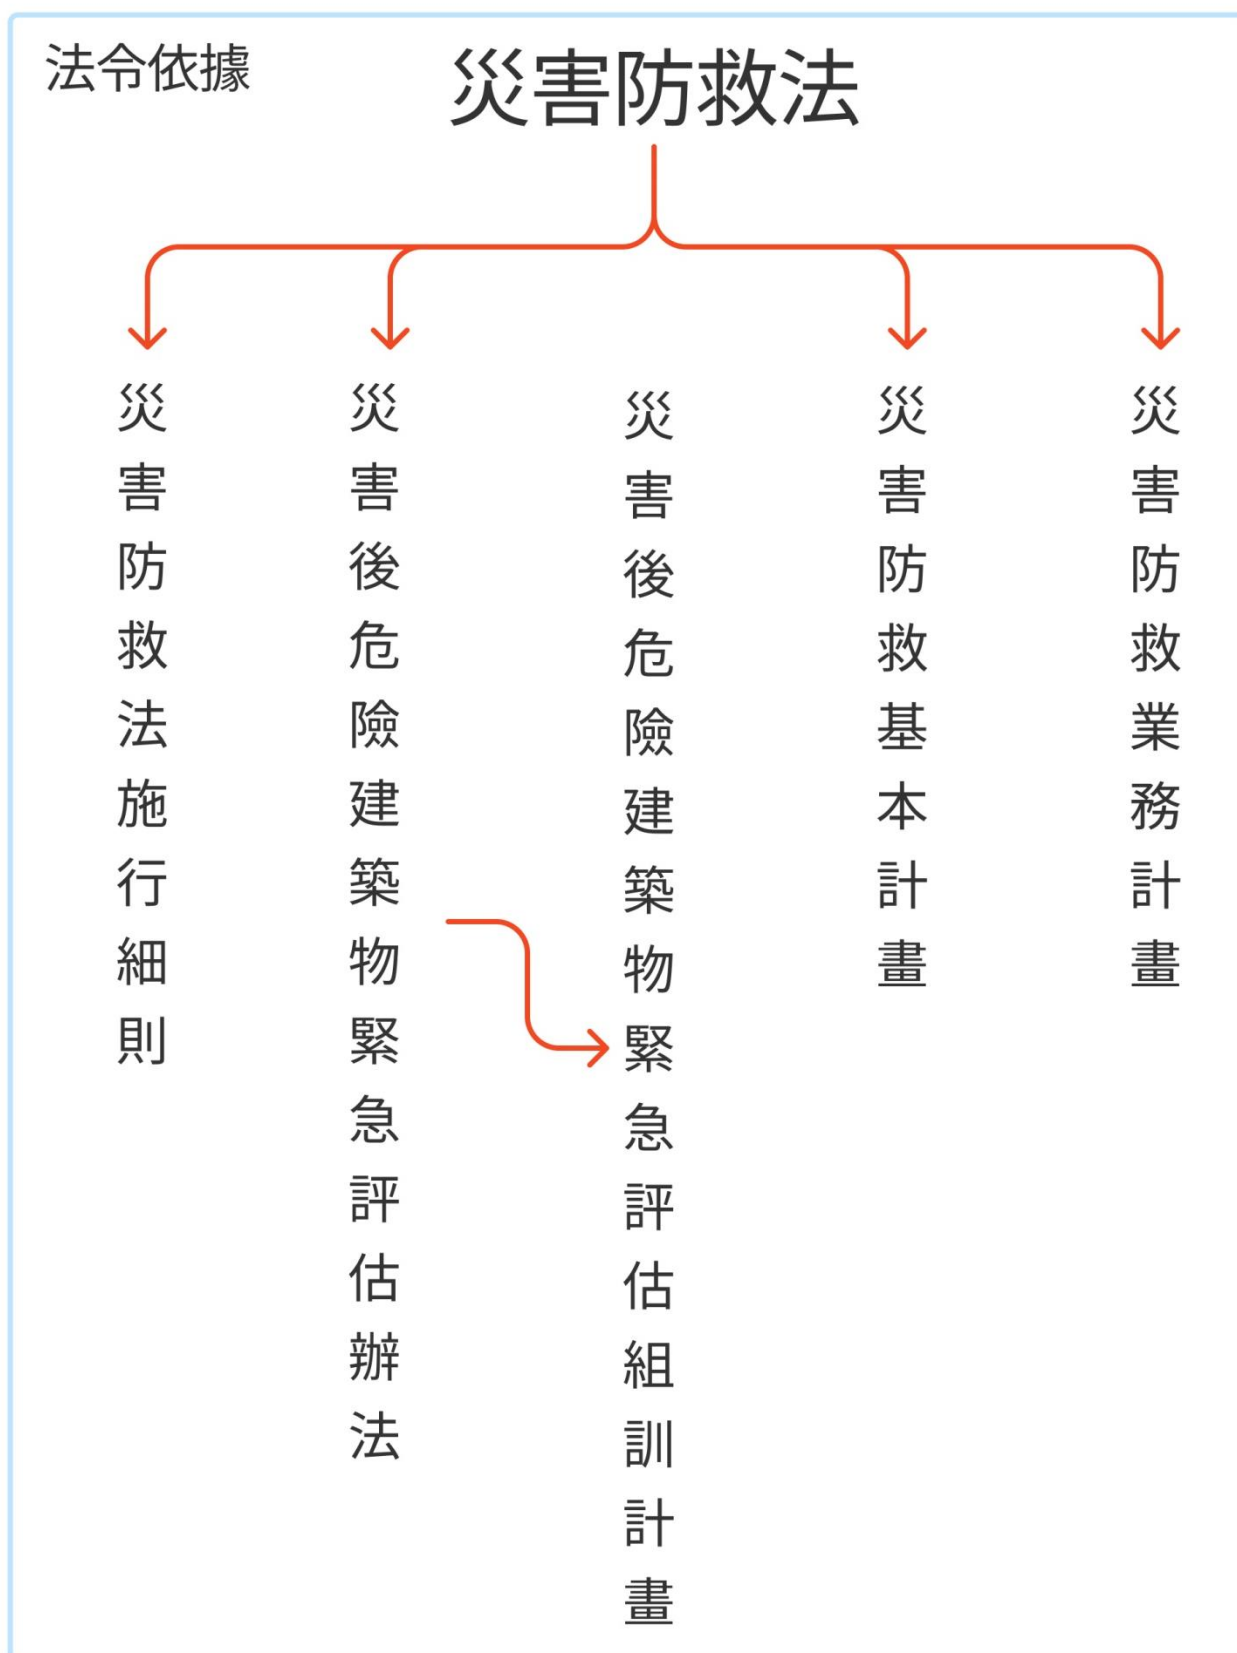 法令依據
災害防救法
災害防救法施行細則
災害後危險建築物緊急評估辦法
災害後危險建築物緊急評估組訓計畫
災害防救基本計畫
災害防救業務計畫